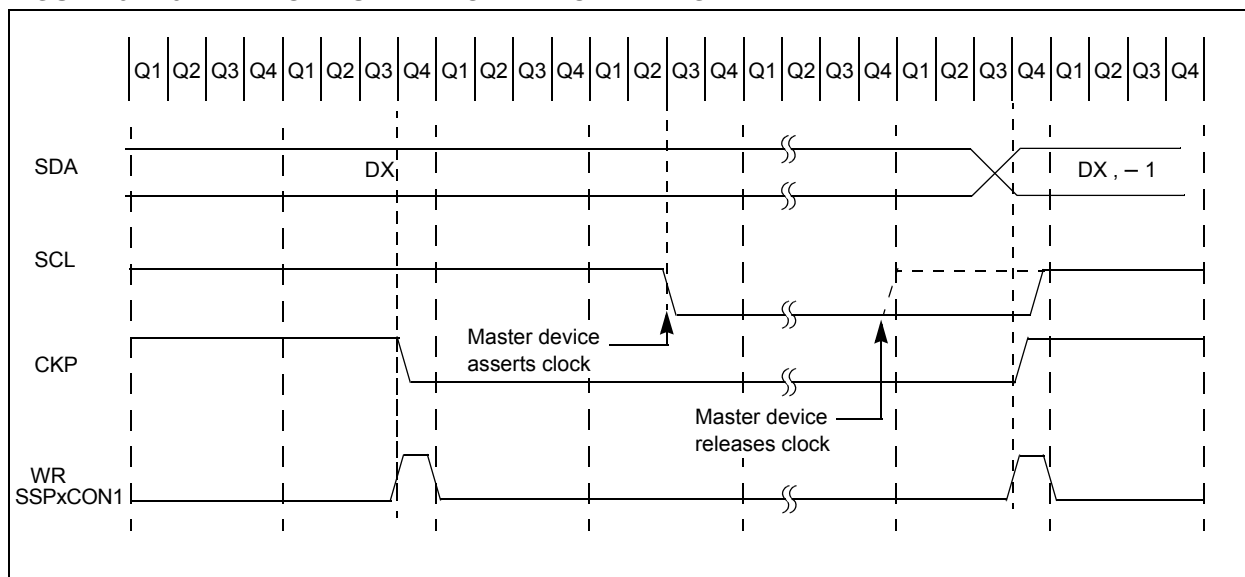 Q1 Q2 Q3 Q4 Q1 Q2 Q3 Q4 Q1 Q2 Q3 Q4 Q1 Q2 Q3 Q4 Q1 Q2 Q3 Q4 Q1 Q2 Q3 Q4 Q1 Q2 Q3 Q4
SDA
DX
DX , – 1
SCL
Master device
asserts clock
CKP
Master device
releases clock
WR
SSPxCON1